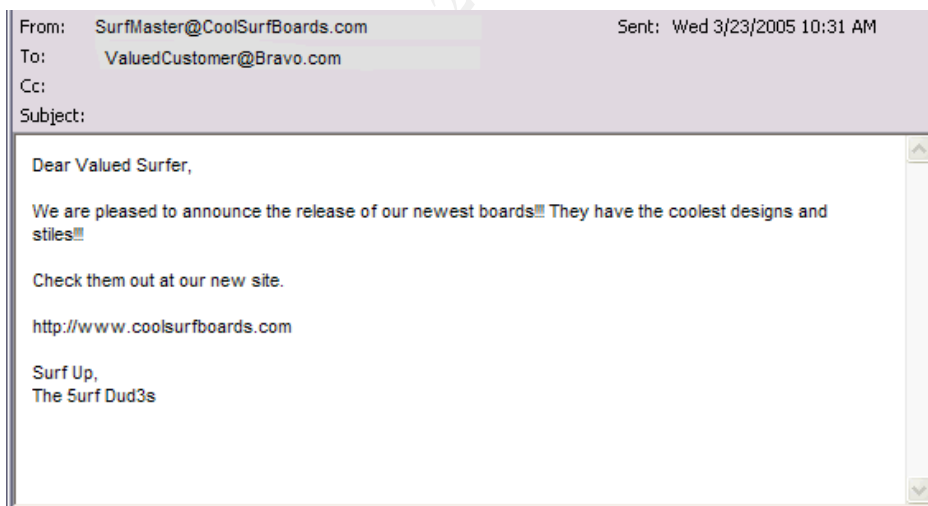 From: SurfMaster@CoolSurfBoards.com Sent: Wed 3/23/2005 10:31 AM
To: ValuedCustomer@Bravo.com
Cc:
Subject:
Dear Valued Surfer,
We are pleased to announce the release of our newest boards!!! They have the coolest designs and
stiles!!!
Check them out at our new site.
http://www.coolsurfboards.com
Surf Up,
The 5urf Dud3s